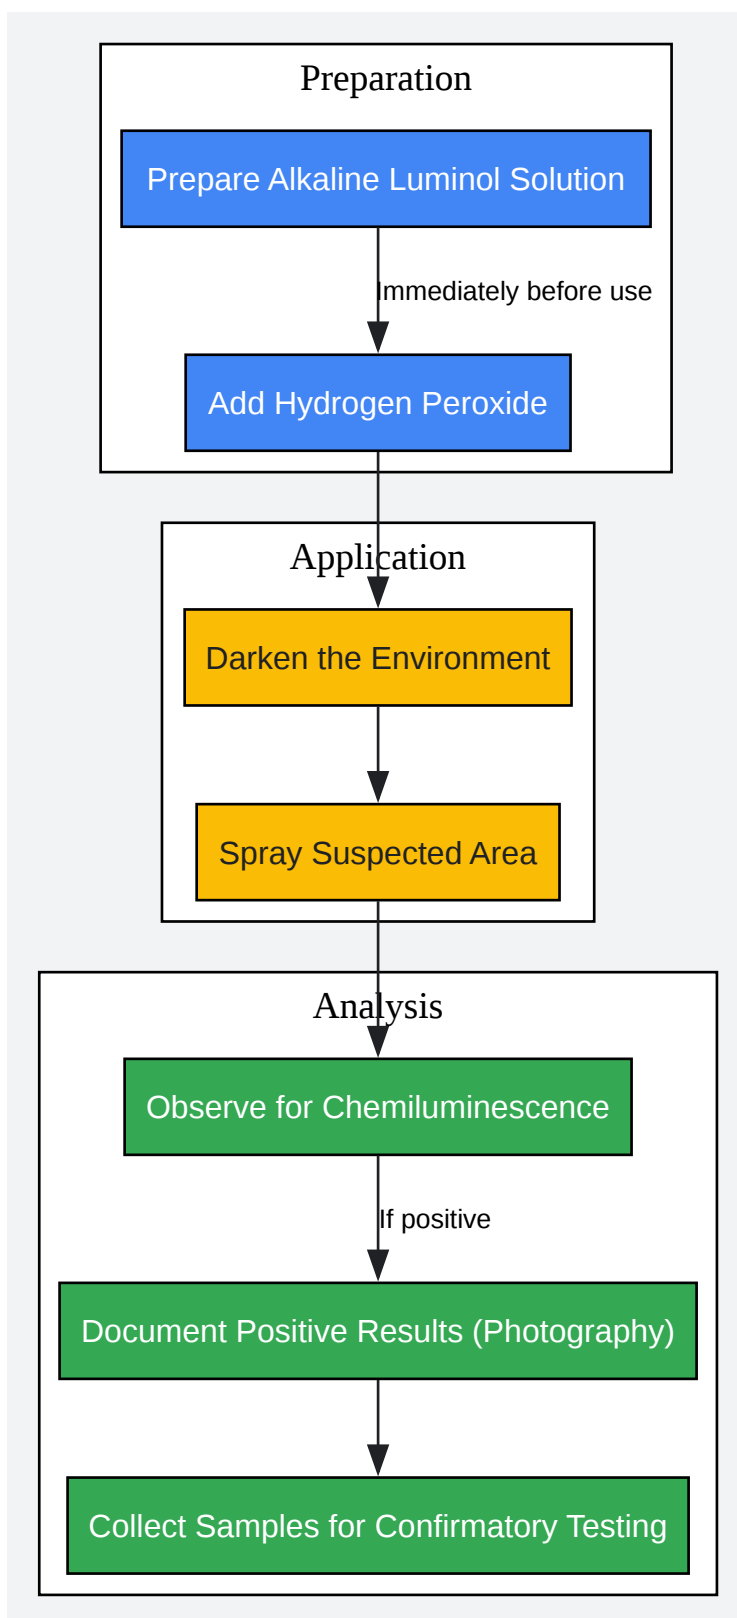 Preparation
Prepare Alkaline Luminol Solution
Immediately before use
Add Hydrogen Peroxide
Application
Darken the Environment
Spray Suspected Area
Analysis
Observe for Chemiluminescence
If positive
Document Positive Results (Photography)
Collect Samples for Confirmatory Testing